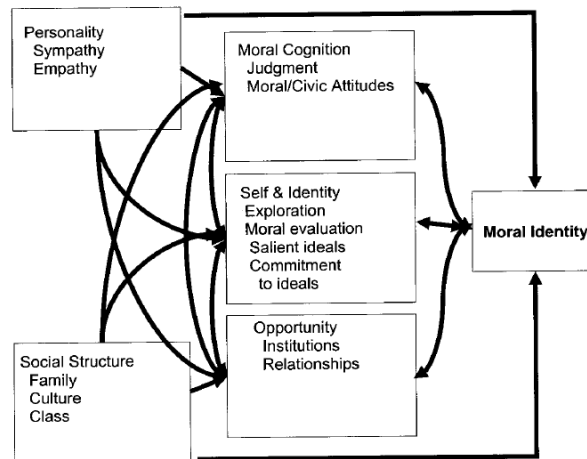 Personality
Sympathy
Empathy
Moral Cognition
Judgment
Moral/Civic Attitudes
Self & Identity
Exploration
Moral evaluation
Salient ideals
Commitment
to ideals
Moral Identity
Opportunity
Institutions
Relationships
Social Structure
Family
Culture
Class